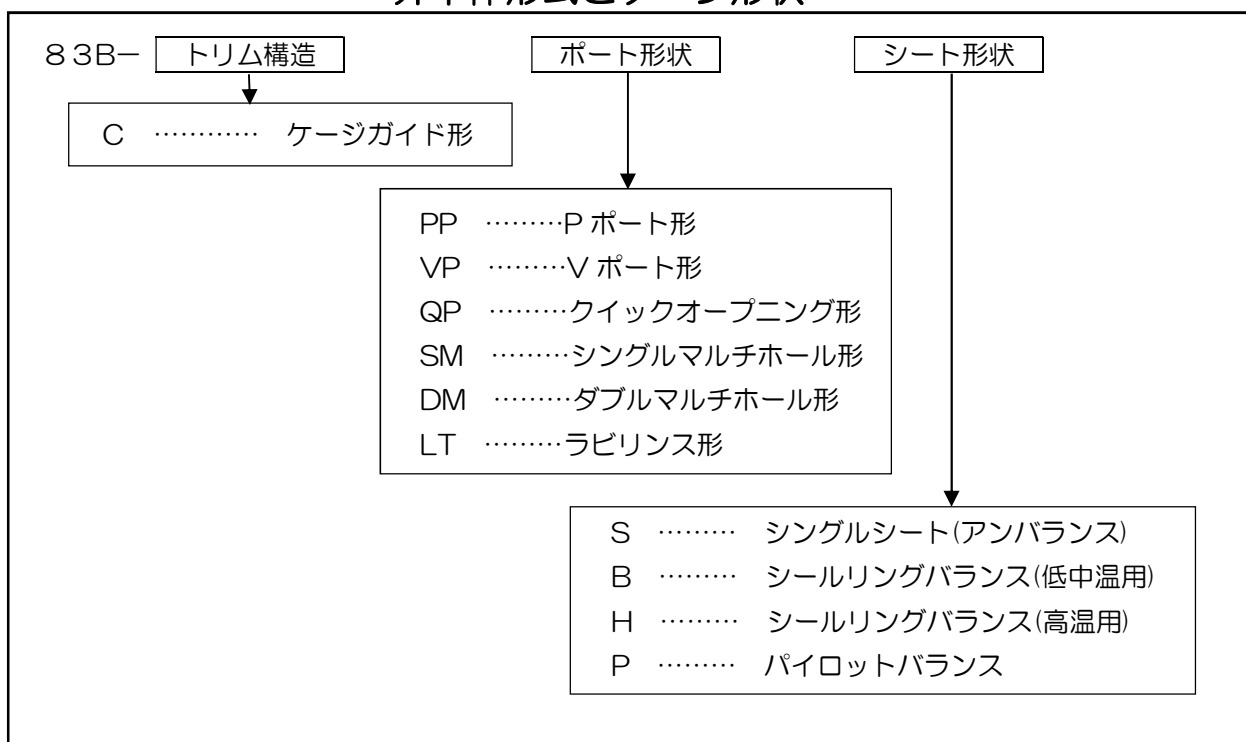 ８３Ｂ－ トリム構造 ポート形状 シート形状
Ｃ ………… ケージガイド形
ＰＰ ………Ｐポート形
ＶＰ ………Ｖポート形
ＱＰ ………クイックオープニング形
ＳＭ ………シングルマルチホール形
ＤＭ ………ダブルマルチホール形
ＬＴ ………ラビリンス形
Ｓ ……… シングルシート(アンバランス)
Ｂ ……… シールリングバランス(低中温用)
Ｈ ……… シールリングバランス(高温用)
Ｐ ……… パイロットバランス